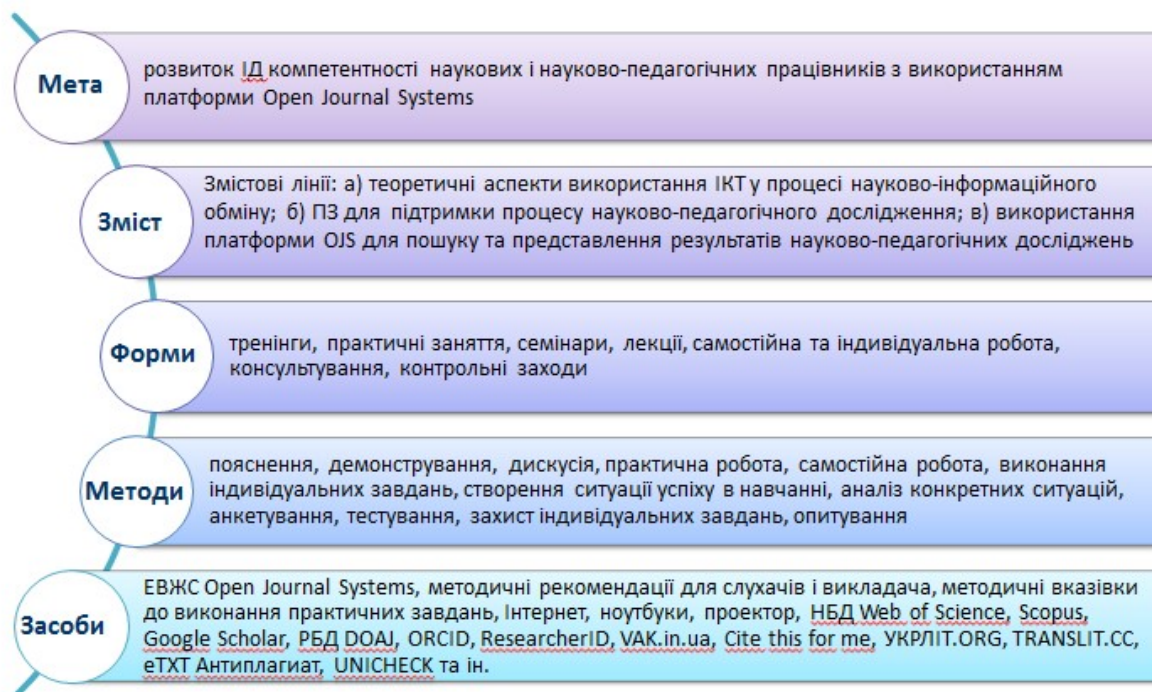 Мета
розвиток ІД компетентності наукових і науково-педагогічних працівників з використанням
платформи Open Journal Systems
Зміст
Змістові лінії: а) теоретичні аспекти використання ІКТ у процесі науково-інформаційного
обміну; б) ПЗ для підтримки процесу науково-педагогічного дослідження; в) використання
платформи OJS для пошуку та представлення результатів науково-педагогічних досліджень
Форми
тренінги, практичні заняття, семінари, лекції, самостійна та індивідуальна робота,
консультування, контрольні заходи
Методи
пояснення, демонстрування, дискусія, практична робота, самостійна робота, виконання
індивідуальних завдань, створення ситуації успіху в навчанні, аналіз конкретних ситуацій,
анкетування, тестування, захист індивідуальних завдань, опитування
Засоби
ЕВЖС Open Journal Systems, методичні рекомендації для слухачів і викладача, методичні вказівки
до виконання практичних завдань, Інтернет, ноутбуки, проектор, НБД Web of Science, Scopus,
Google Scholar, РБД DOAJ, ORCID, ResearcherID, VAK.in.ua, Cite this for me, УКРЛІТ.ORG, TRANSLIT.CC,
eTXT Антиплагиат, UNICHECK та ін.